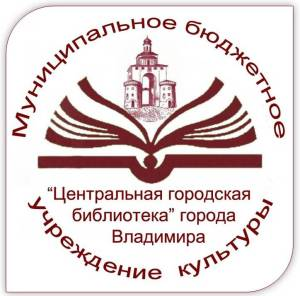 Муниципальное бюджетное
"Центральная городская
библиотека" города
Владимира
учреждение культуры